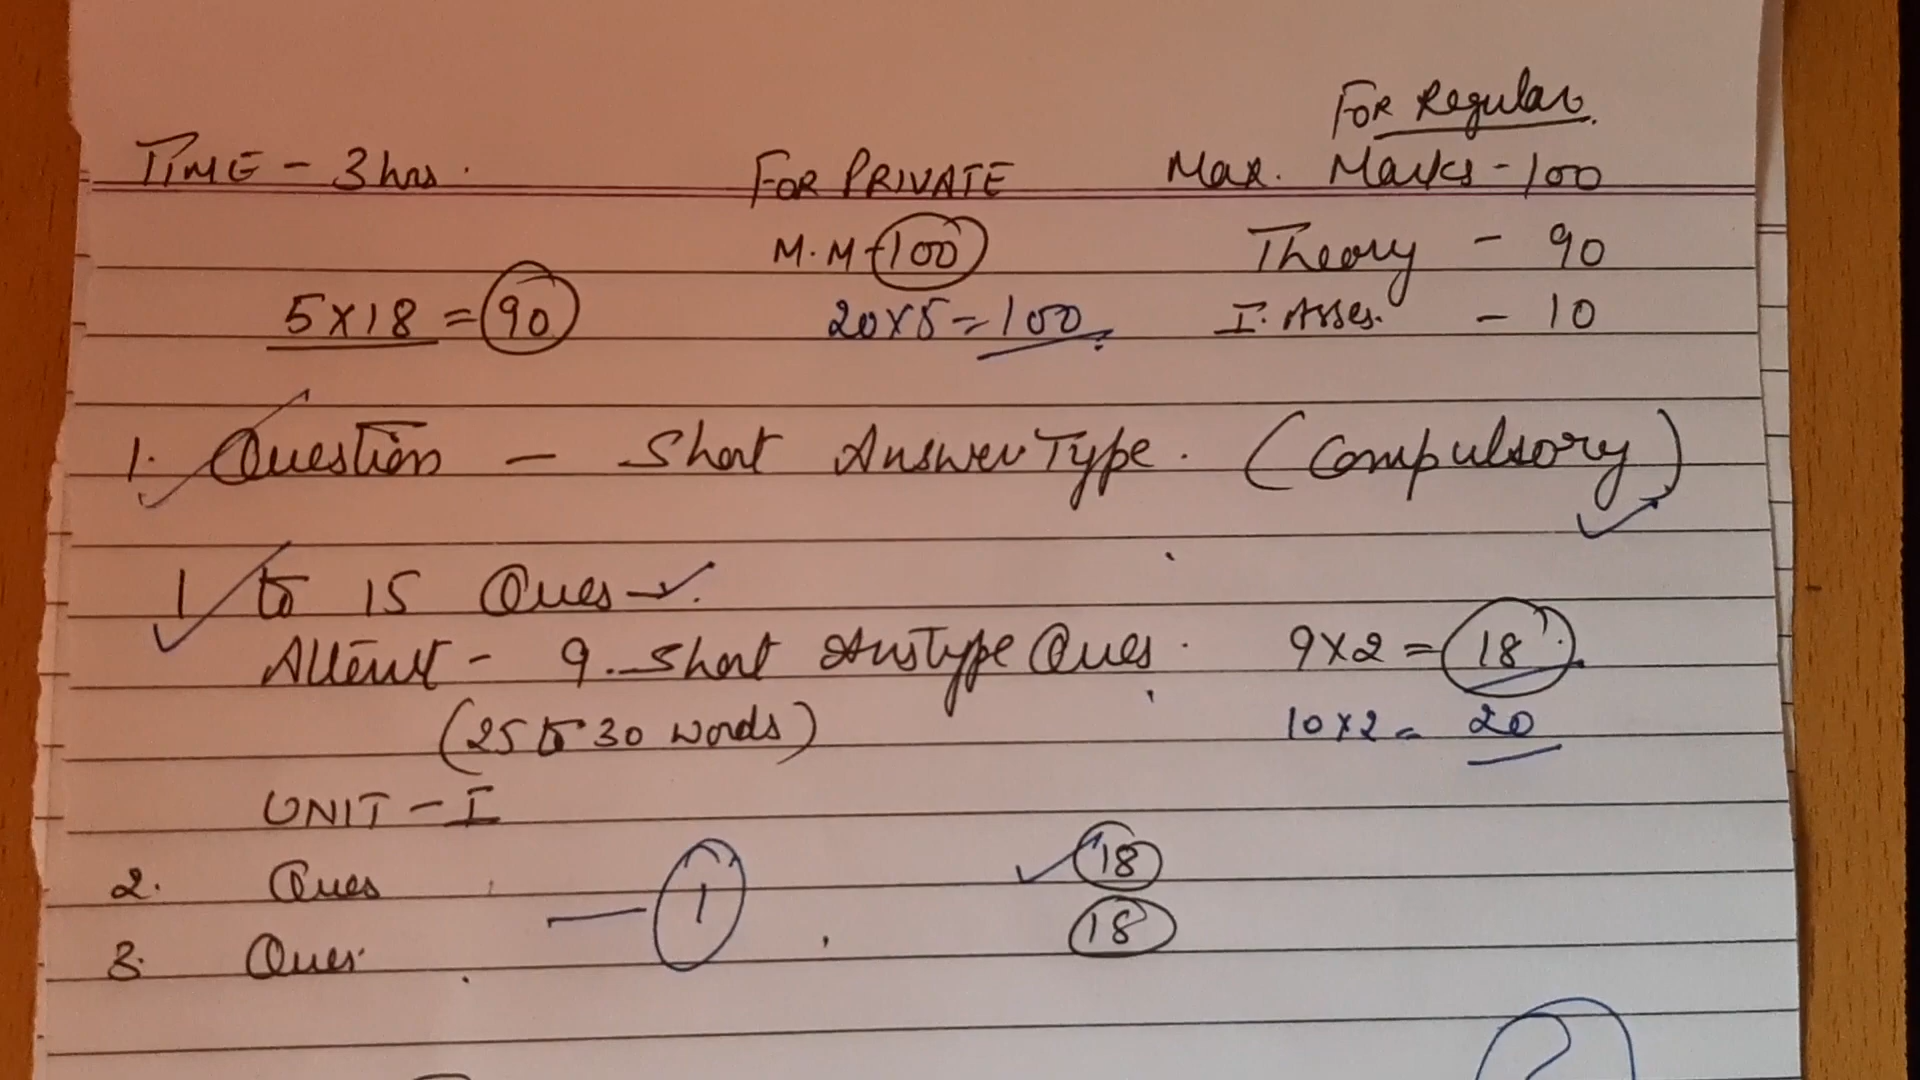 For Regular.
TIME - 3 hrs. FOR PRIVATE Max. Marks - 100
M.M - 100 Theory - 90
5x18 = 90 20x5 = 100 I. Asses. - 10
1. Question - Short Answer Type. (Compulsory)
1 to 15 Ques
Attempt - 9. Short Ans Type Ques. 9x2 = 18
(25 to 30 words) 10x2 = 20
UNIT - I
2. Ques 1 18
3. Ques. 18